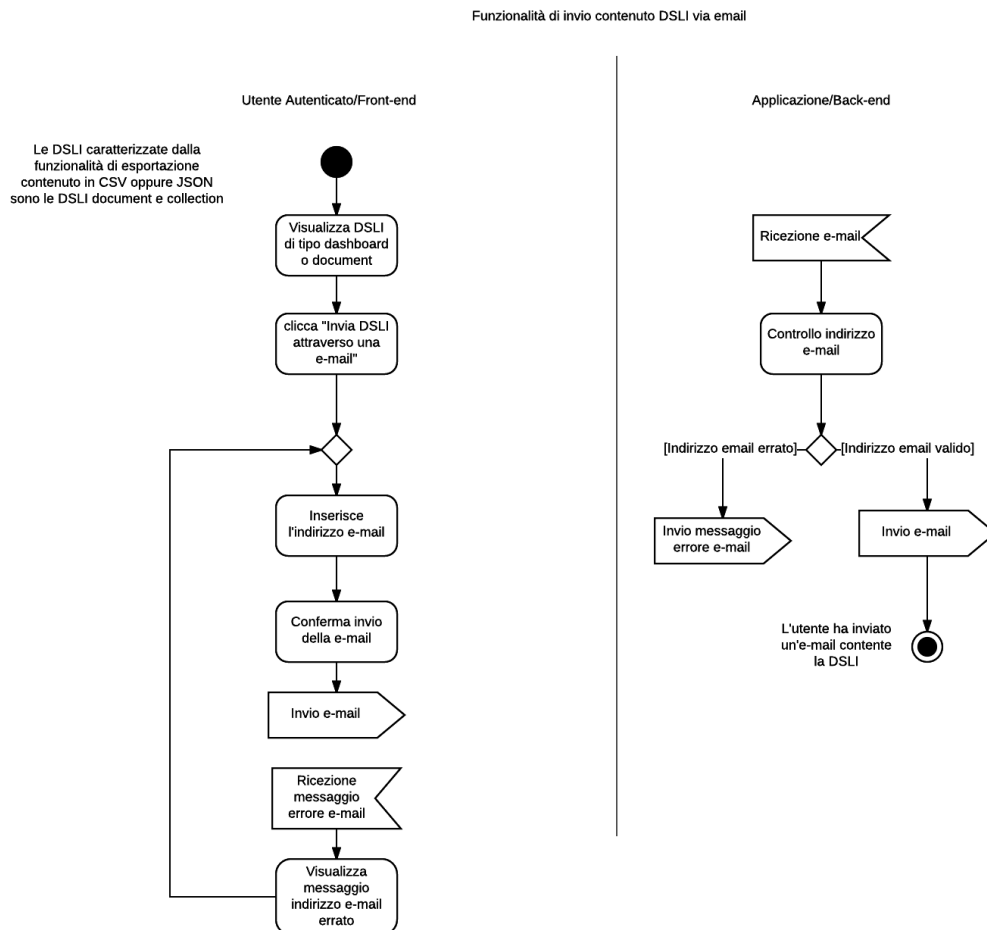 Funzionalità di invio contenuto DSLI via email
Utente Autenticato/Front-end
Applicazione/Back-end
Le DSLI caratterizzate dalla
funzionalità di esportazione
contenuto in CSV oppure JSON
sono le DSLI document e collection
Visualizza DSLI
di tipo dashboard
o document
clicca "Invia DSLI
attraverso una
e-mail"
Inserisce
l'indirizzo e-mail
Conferma invio
della e-mail
Invio e-mail
Ricezione
messaggio
errore e-mail
Visualizza
messaggio
indirizzo e-mail
errato
Ricezione e-mail
Controllo indirizzo
e-mail
[Indirizzo email errato]
[Indirizzo email valido]
Invio messaggio
errore e-mail
Invio e-mail
L'utente ha inviato
un'e-mail contente
la DSLI